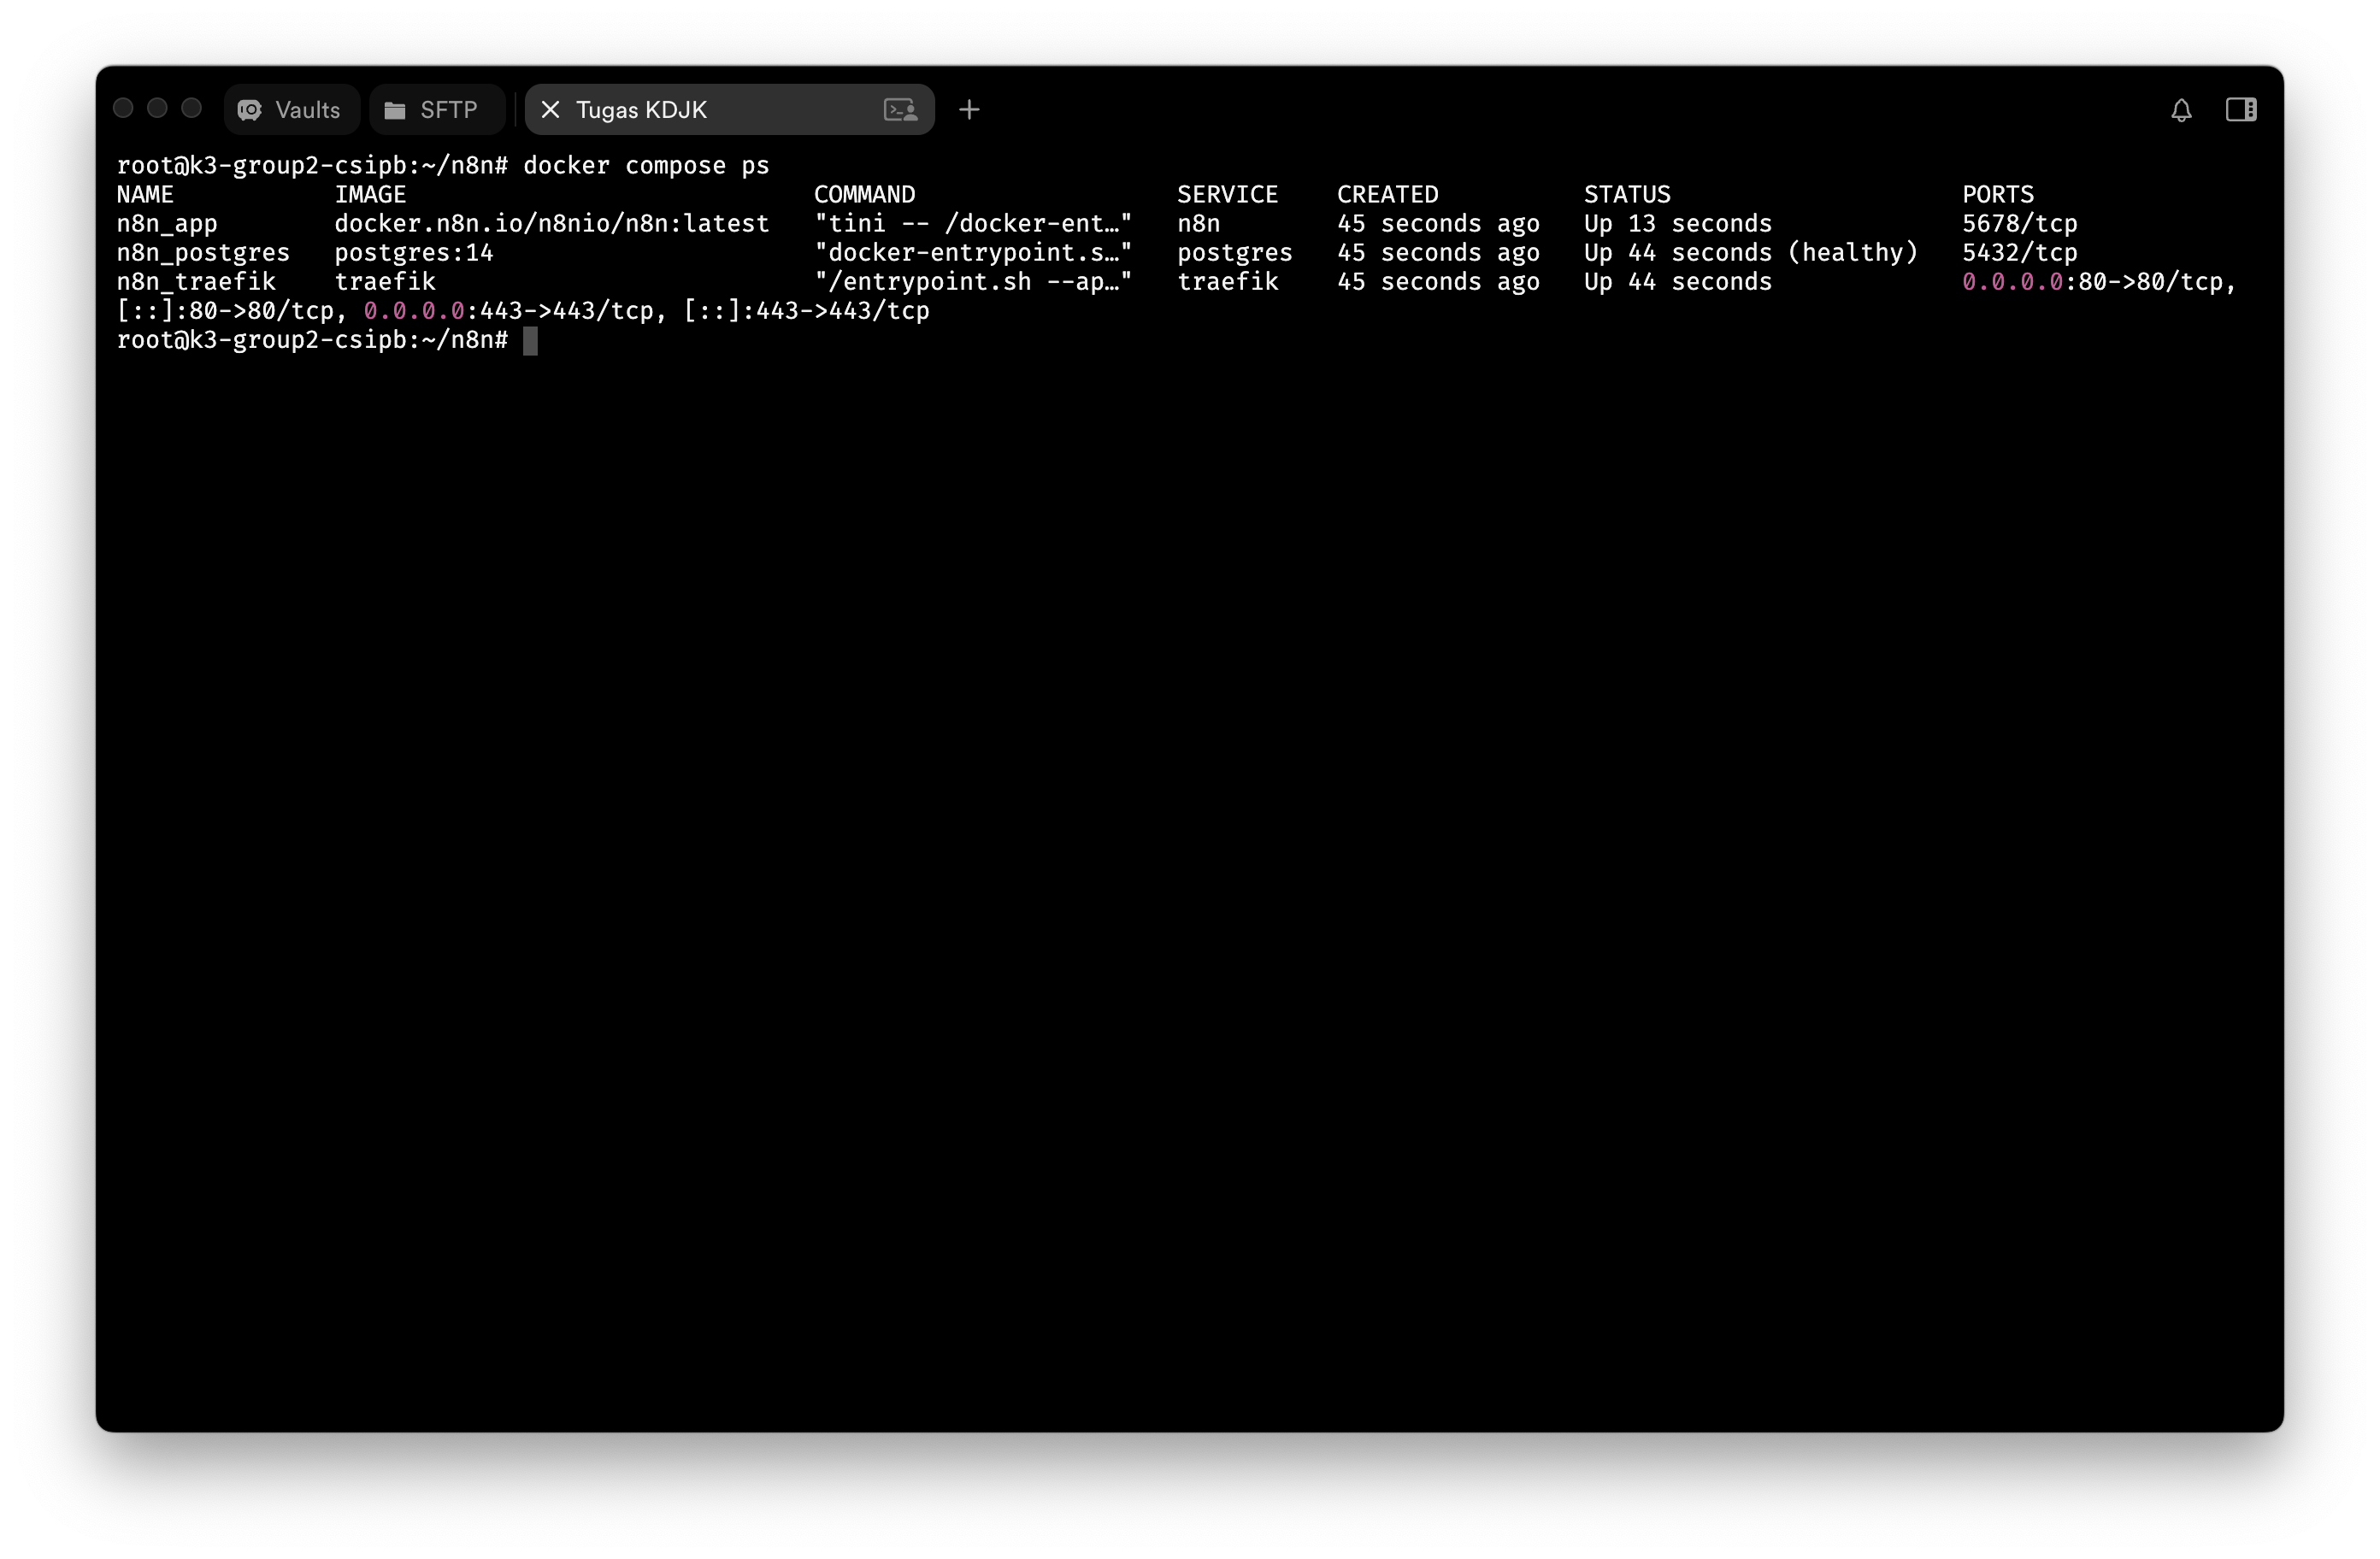 Vaults SFTP Tugas KDJK
root@k3-group2-csipb:~/n8n# docker compose ps
NAME IMAGE COMMAND SERVICE CREATED STATUS PORTS
n8n_app docker.n8n.io/n8nio/n8n:latest "tini -- /docker-ent…" n8n 45 seconds ago Up 13 seconds 5678/tcp
n8n_postgres postgres:14 "docker-entrypoint.s…" postgres 45 seconds ago Up 44 seconds (healthy) 5432/tcp
n8n_traefik traefik "/entrypoint.sh --ap…" traefik 45 seconds ago Up 44 seconds 0.0.0.0:80->80/tcp,
[::]:80->80/tcp, 0.0.0.0:443->443/tcp, [::]:443->443/tcp
root@k3-group2-csipb:~/n8n#